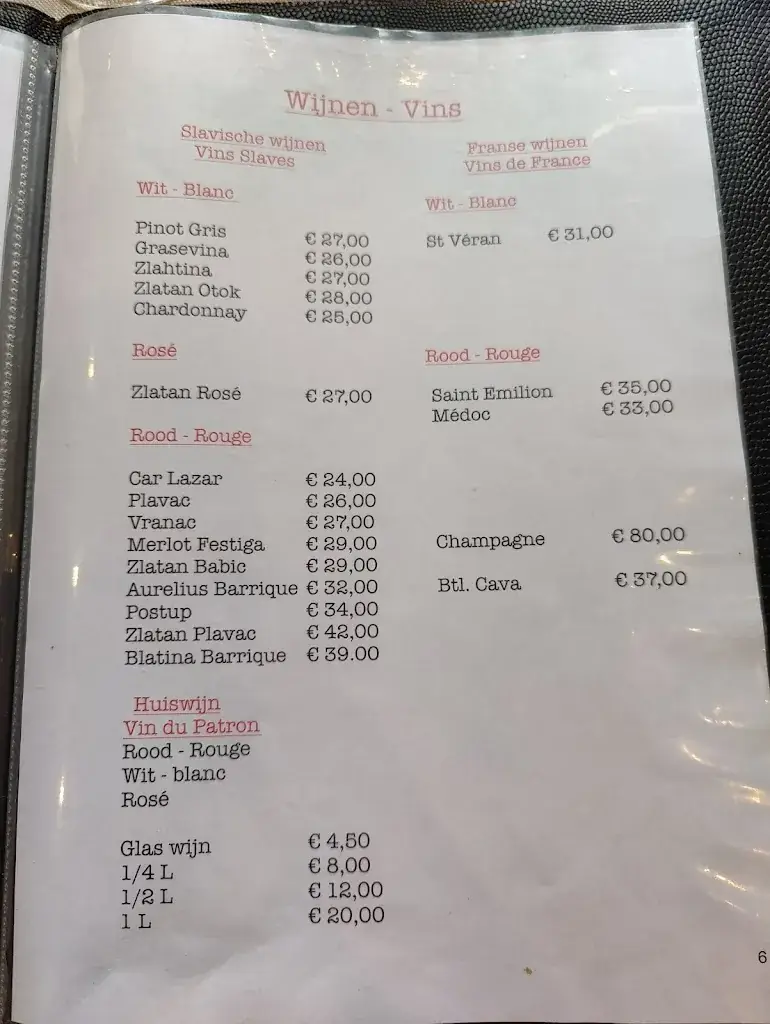 Wijnen - Vins
Slavische wijnen
Vins Slaves
Wit - Blanc
Pinot Gris € 27,00
Grasevina € 26,00
Zlahtina € 27,00
Zlatan Otok € 28,00
Chardonnay € 25,00
Rosé
Zlatan Rosé € 27,00
Rood - Rouge
Car Lazar € 24,00
Plavac € 26,00
Vranac € 27,00
Merlot Festiga € 29,00
Zlatan Babic € 29,00
Aurelius Barrique € 32,00
Postup € 34,00
Zlatan Plavac € 42,00
Blatina Barrique € 39.00
Huiswijn
Vin du Patron
Rood - Rouge
Wit - blanc
Rosé
Glas wijn € 4,50
1/4 L € 8,00
1/2 L € 12,00
1 L € 20,00
Franse wijnen
Vins de France
Wit - Blanc
St Véran € 31,00
Rood - Rouge
Saint Emilion € 35,00
Médoc € 33,00
Champagne € 80,00
Btl. Cava € 37,00
6